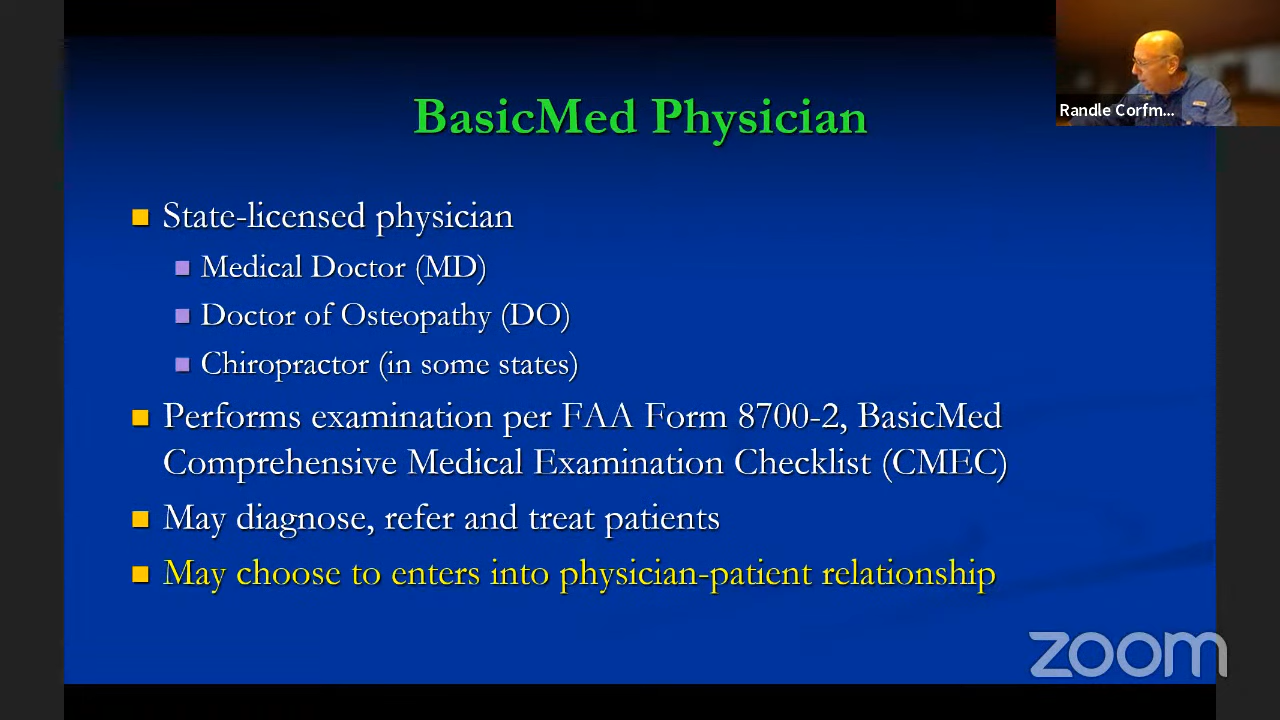 BasicMed Physician
Randle Corfm...
State-licensed physician
Medical Doctor (MD)
Doctor of Osteopathy (DO)
Chiropractor (in some states)
Performs examination per FAA Form 8700-2, BasicMed
Comprehensive Medical Examination Checklist (CMEC)
May diagnose, refer and treat patients
May choose to enters into physician-patient relationship
zoom